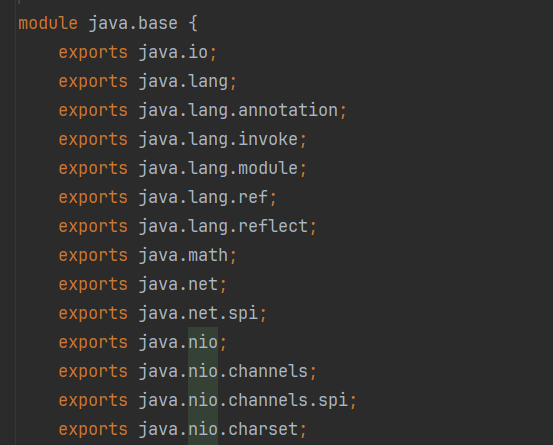 module java.base {
exports java.io;
exports java.lang;
exports java.lang.annotation;
exports java.lang.invoke;
exports java.lang.module;
exports java.lang.ref;
exports java.lang.reflect;
exports java.math;
exports java.net;
exports java.net.spi;
exports java.nio;
exports java.nio.channels;
exports java.nio.channels.spi;
exports java.nio.charset;